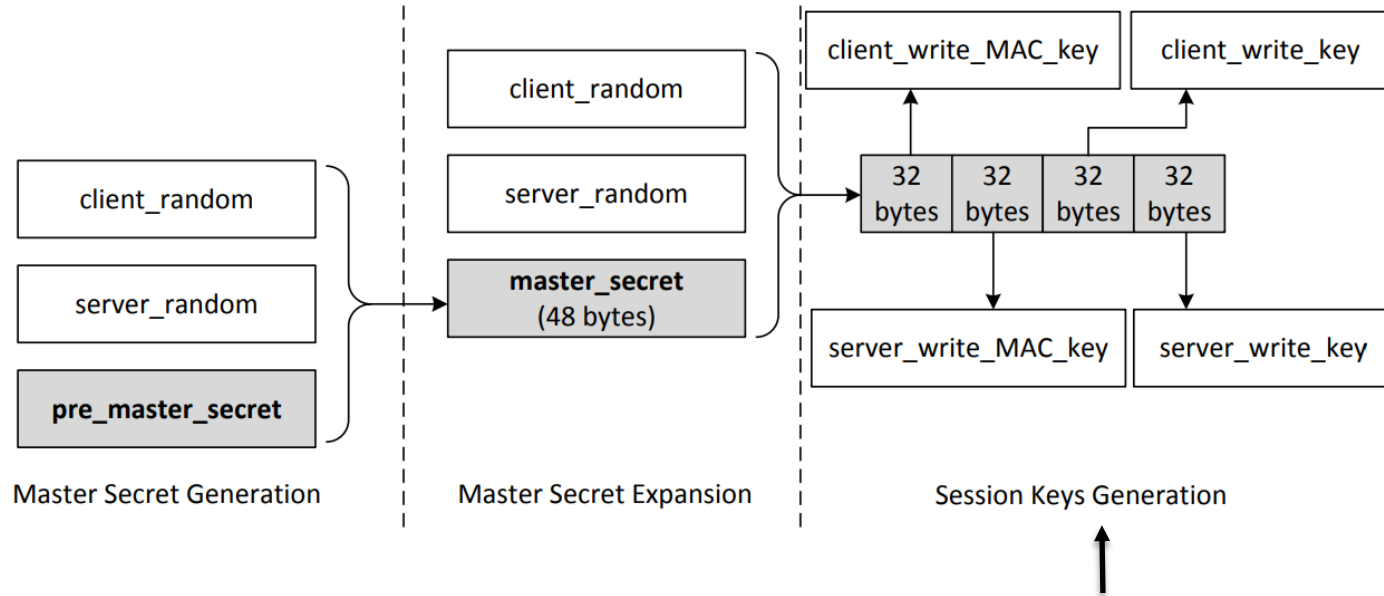 client_random
server_random
pre_master_secret
Master Secret Generation
client_random
server_random
master_secret
(48 bytes)
Master Secret Expansion
client_write_MAC_key
client_write_key
32
bytes
32
bytes
32
bytes
32
bytes
server_write_MAC_key
server_write_key
Session Keys Generation